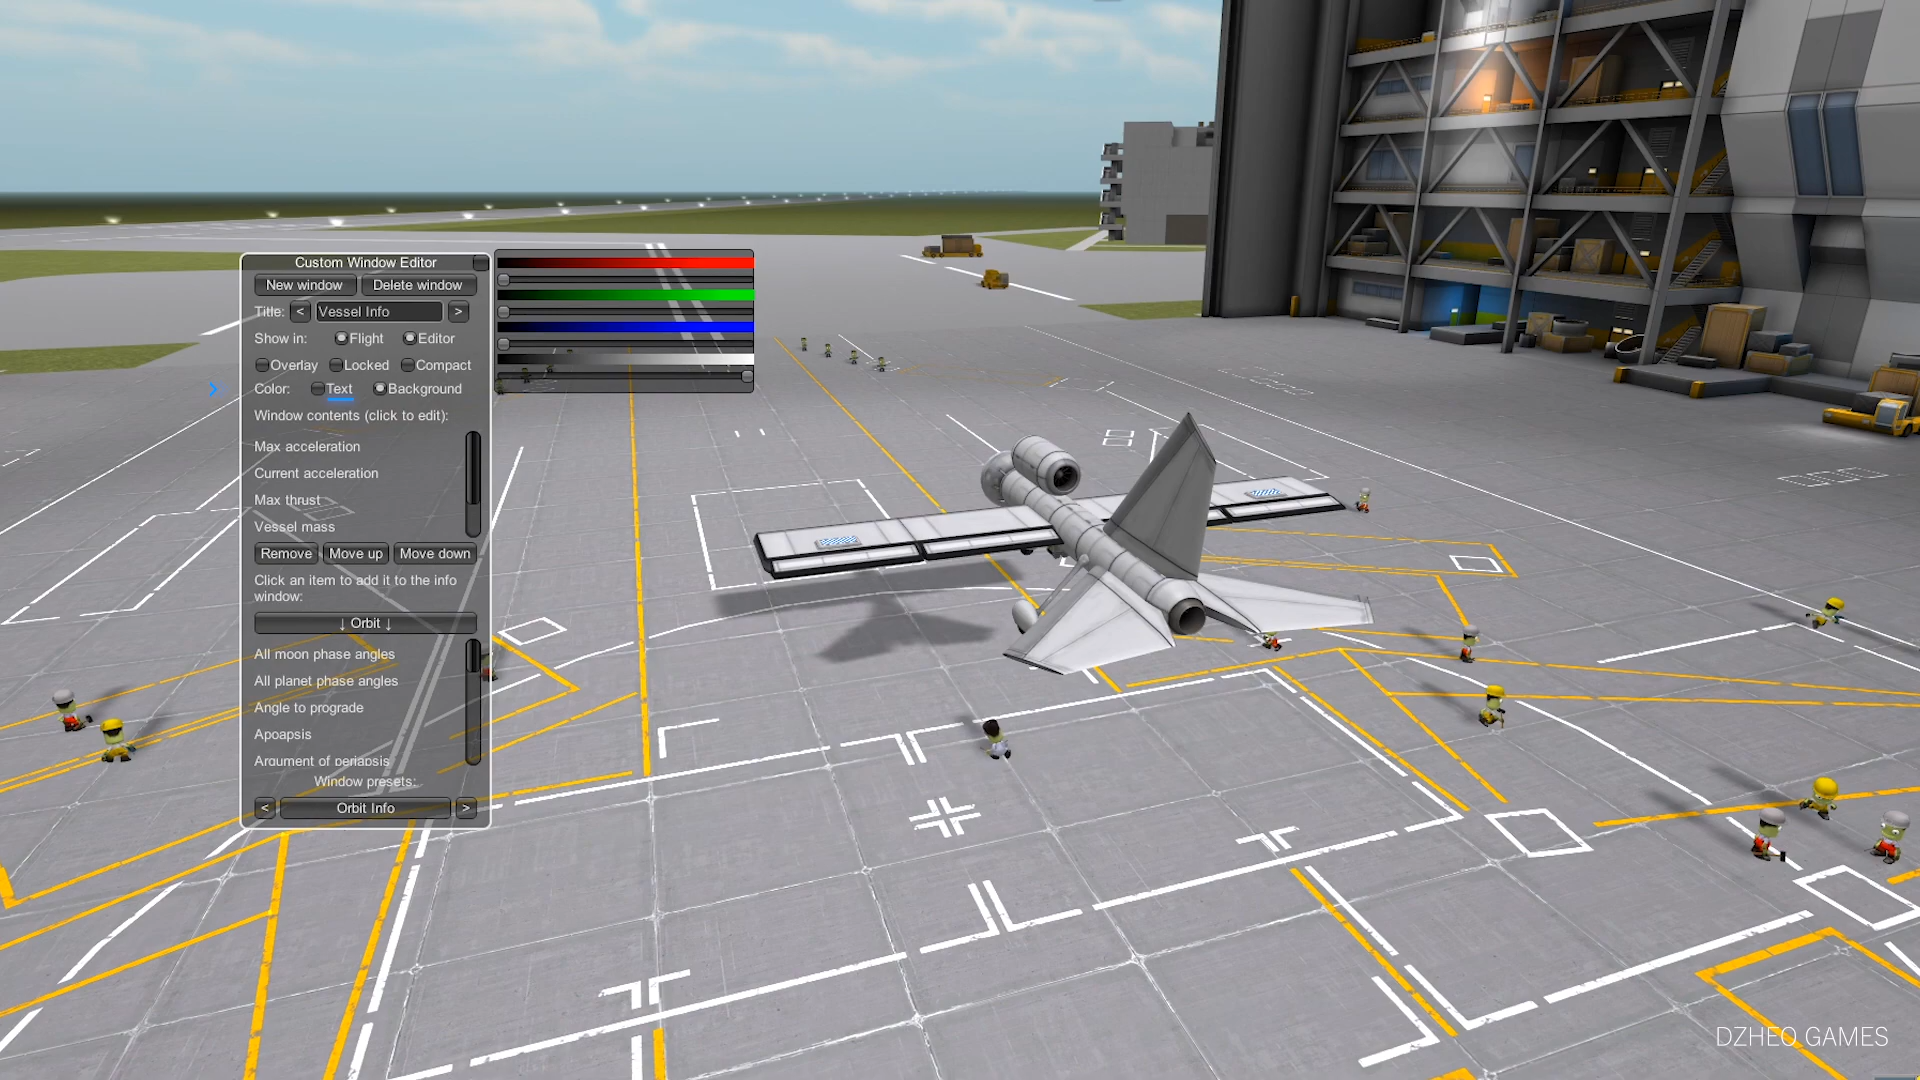 Custom Window Editor
New window Delete window
Title: < Vessel Info >
Show in: Flight Editor
Overlay Locked Compact
Color: Text Background
Window contents (click to edit):
Max acceleration
Current acceleration
Max thrust
Vessel mass
Remove Move up Move down
Click an item to add it to the info
window:
↓ Orbit ↓
All moon phase angles
All planet phase angles
Angle to prograde
Apoapsis
Argument of periapsis
Window presets:
< Orbit Info >
DZHEO GAMES